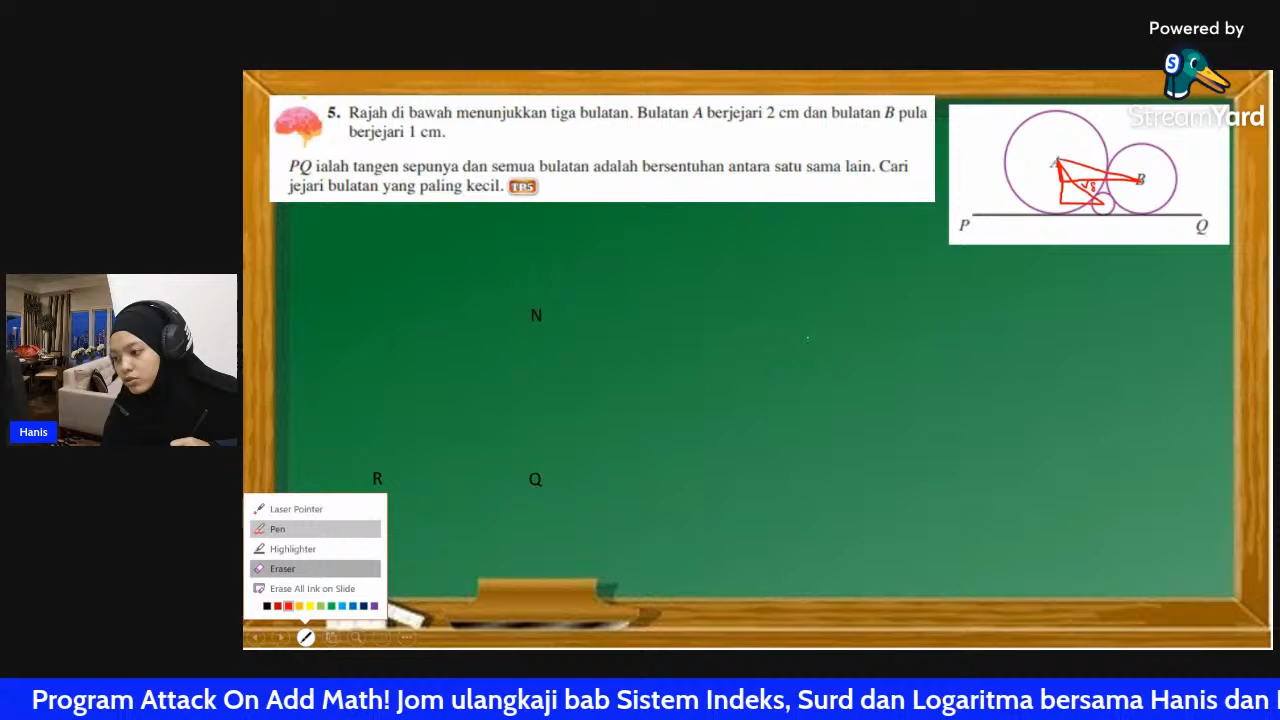 Powered by
S
StreamYard
5. Rajah di bawah menunjukkan tiga bulatan. Bulatan A berjejari 2 cm dan bulatan B pula
berjejari 1 cm.
PQ ialah tangen sepunya dan semua bulatan adalah bersentuhan antara satu sama lain. Cari
jejari bulatan yang paling kecil. TP5
A
B
√8
P
Q
N
R
Q
Hanis
Laser Pointer
Pen
Highlighter
Eraser
Erase All Ink on Slide
Program Attack On Add Math! Jom ulangkaji bab Sistem Indeks, Surd dan Logaritma bersama Hanis dan